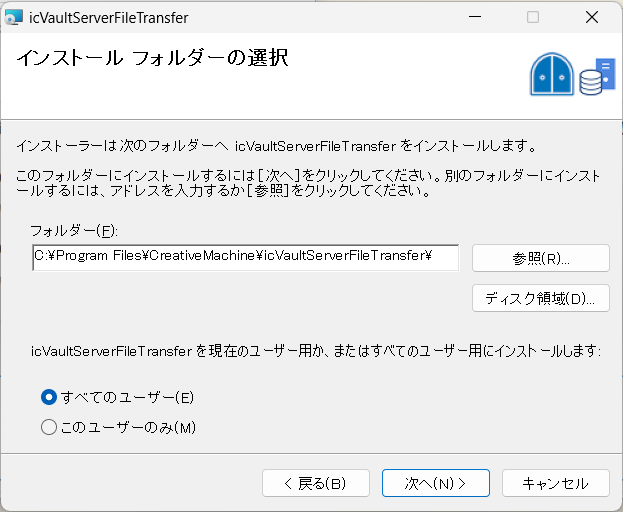 icVaultServerFileTransfer
インストール フォルダーの選択
インストーラーは次のフォルダーへ icVaultServerFileTransfer をインストールします。
このフォルダーにインストールするには[次へ]をクリックしてください。別のフォルダーにインスト
ールするには、アドレスを入力するか[参照]をクリックしてください。
フォルダー(F):
C:¥Program Files¥CreativeMachine¥icVaultServerFileTransfer¥
参照(R)...
ディスク領域(D)...
icVaultServerFileTransfer を現在のユーザー用か、またはすべてのユーザー用にインストールします:
すべてのユーザー(E)
このユーザーのみ(M)
< 戻る(B)
次へ(N) >
キャンセル